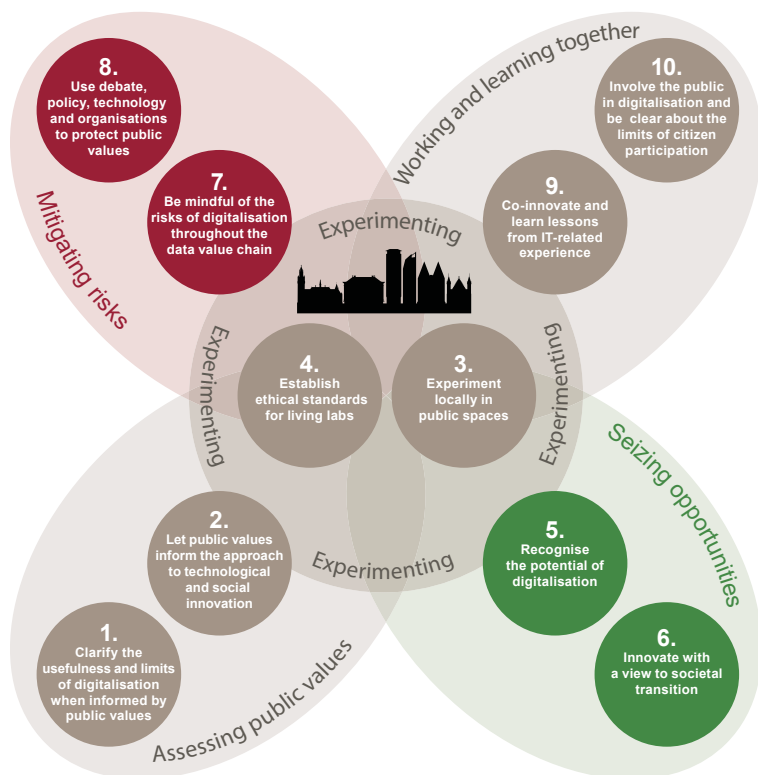 8.
Use debate,
policy, technology
and organisations
to protect public
values
7.
Be mindful of the
risks of digitalisation
throughout the
data value chain
Mitigating risks
Working and learning together
10.
Involve the public
in digitalisation and
be clear about the
limits of citizen
participation
9.
Co-innovate and
learn lessons
from IT-related
experience
Experimenting
Experimenting
Experimenting
Experimenting
4.
Establish
ethical standards
for living labs
3.
Experiment
locally in
public spaces
2.
Let public values
inform the approach
to technological
and social
innovation
1.
Clarify the
usefulness and limits
of digitalisation
when informed by
public values
Assessing public values
Seizing opportunities
5.
Recognise
the potential of
digitalisation
6.
Innovate with
a view to societal
transition